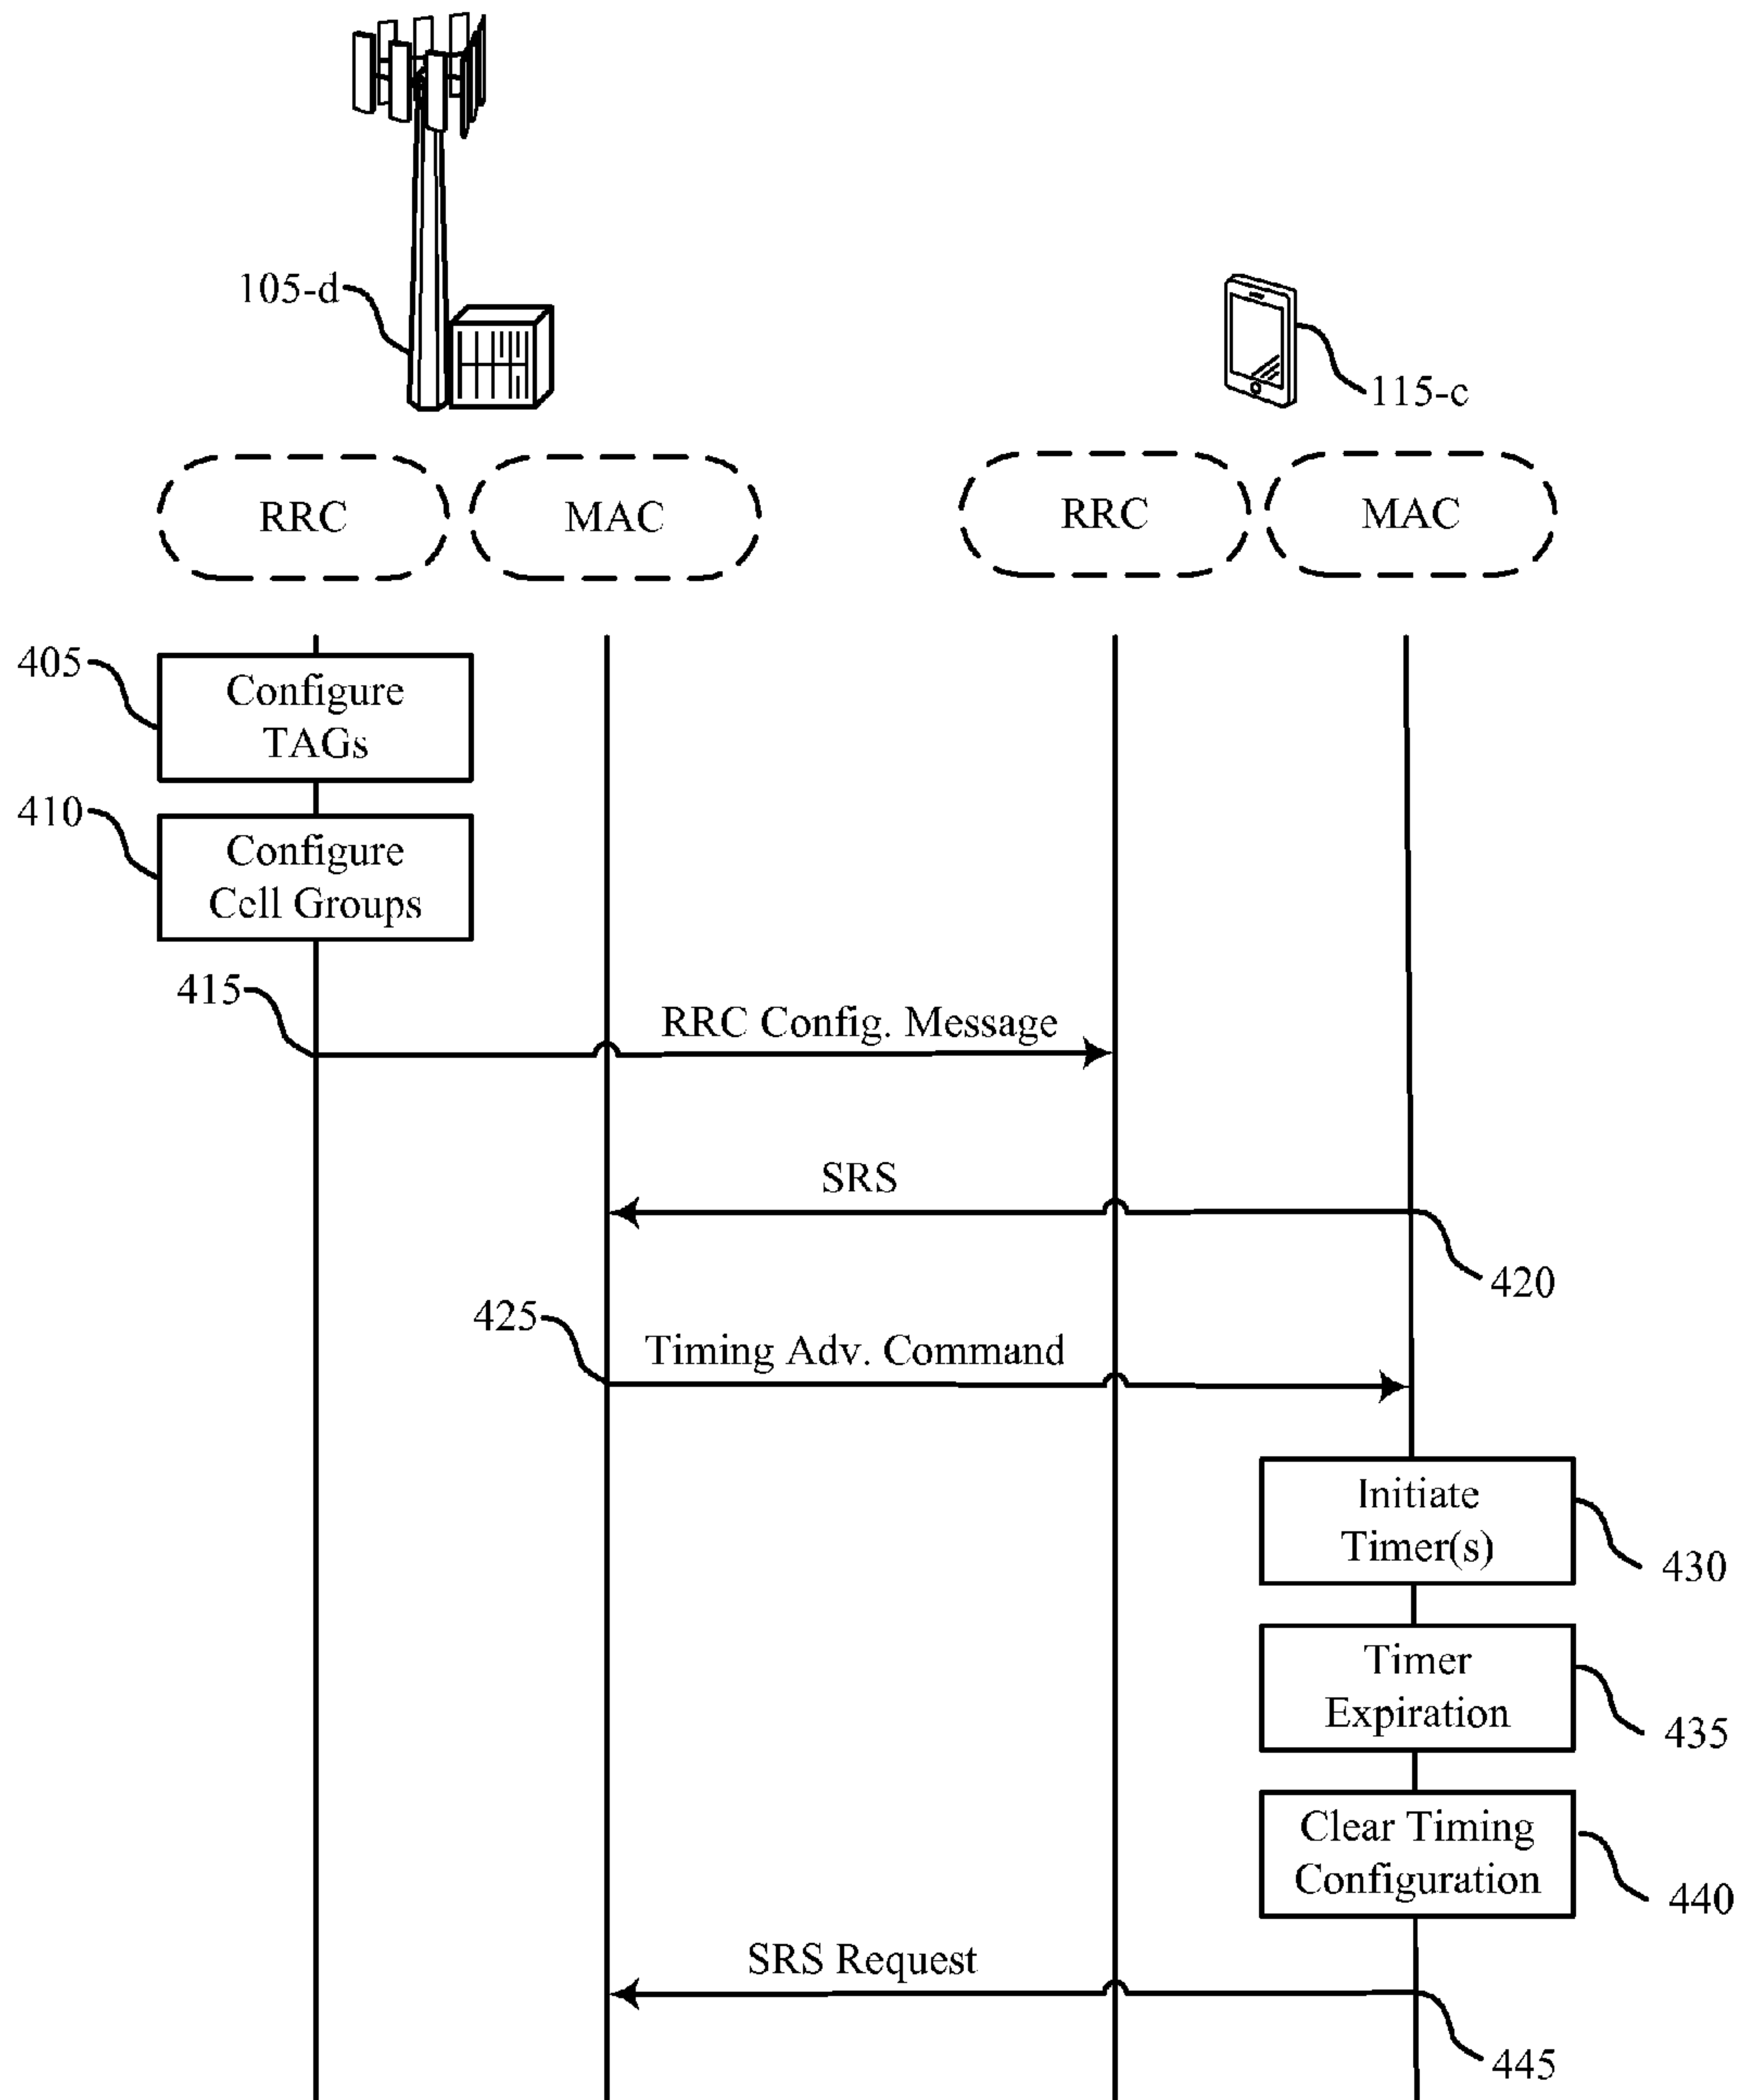 105-d
115-c
RRC
MAC
RRC
MAC
405
Configure
TAGs
410
Configure
Cell Groups
415
RRC Config. Message
SRS
420
425
Timing Adv. Command
Initiate
Timer(s)
430
Timer
Expiration
435
Clear Timing
Configuration
440
SRS Request
445